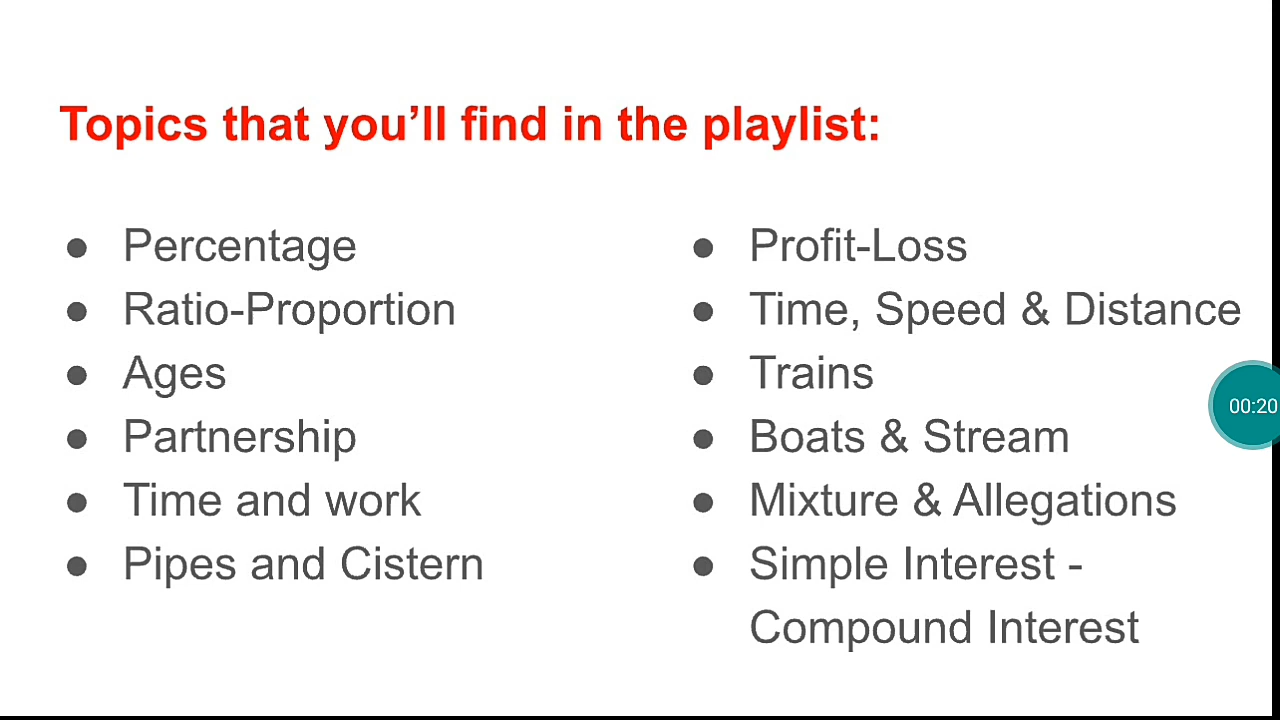 Topics that you’ll find in the playlist:
● Percentage
● Ratio-Proportion
● Ages
● Partnership
● Time and work
● Pipes and Cistern
● Profit-Loss
● Time, Speed & Distance
● Trains
● Boats & Stream
● Mixture & Allegations
● Simple Interest -
Compound Interest
00:20